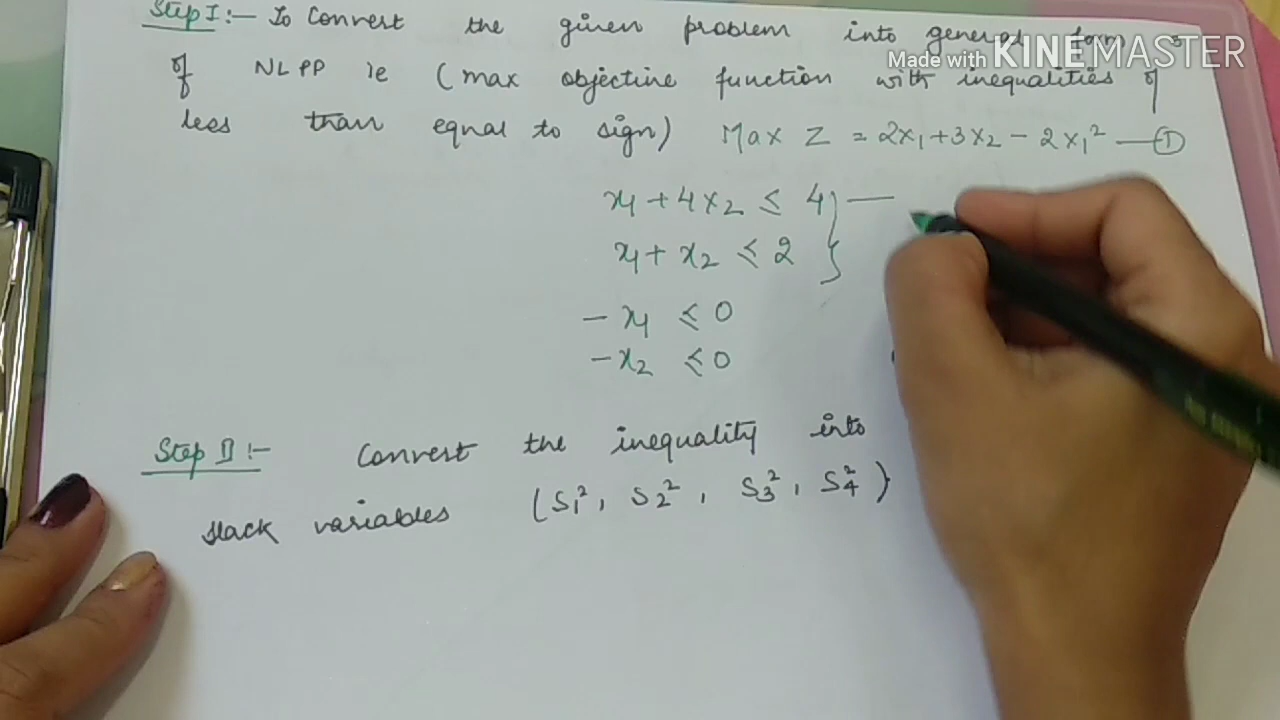 Step I :- To Convert the given problem into general form
of NLPP ie (max objective function with inequalities of
less than equal to sign) Max Z = 2x₁+3x₂ - 2x₁² — ①
x₁ + 4x₂ ≤ 4 } —
x₁ + x₂ ≤ 2
- x₁ ≤ 0
- x₂ ≤ 0
Step II :- Convert the inequality into
slack variables (S₁², S₂², S₃², S₄²)
Made with KINEMASTER